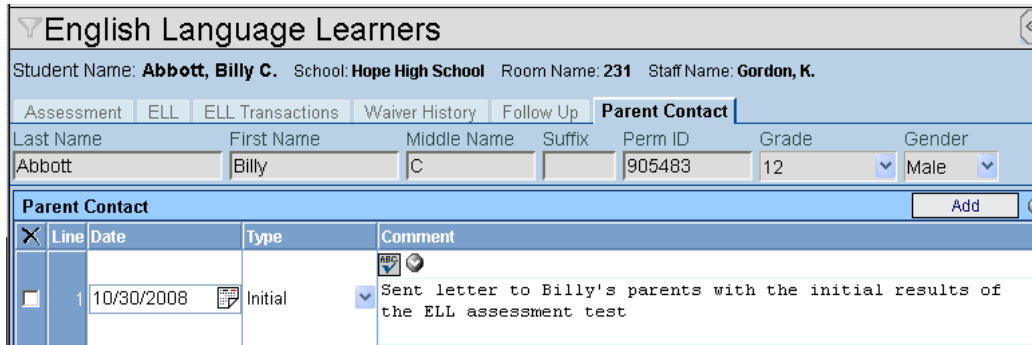 English Language Learners
Student Name: Abbott, Billy C. School: Hope High School Room Name: 231 Staff Name: Gordon, K.
Assessment ELL ELL Transactions Waiver History Follow Up Parent Contact
Last Name First Name Middle Name Suffix Perm ID Grade Gender
Abbott Billy C 905483 12 Male
Parent Contact Add
X Line Date Type Comment
ABC
1 10/30/2008 Initial Sent letter to Billy's parents with the initial results of
the ELL assessment test